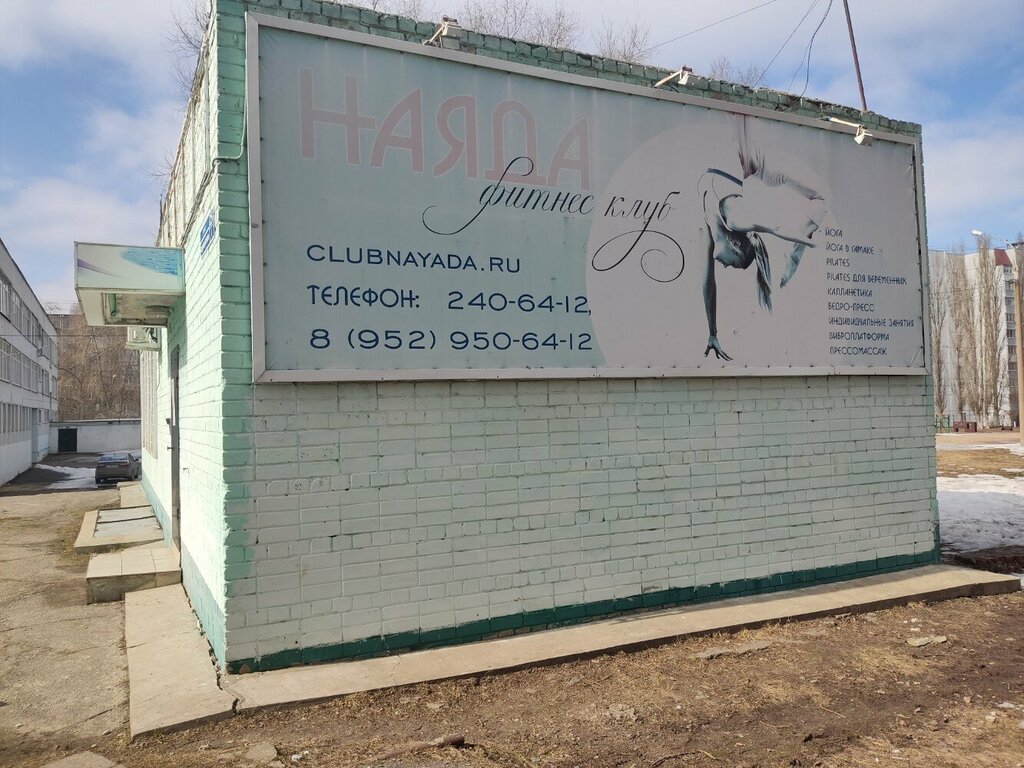 НАЯДА
фитнес клуб
CLUBNAYADA.RU
ТЕЛЕФОН: 240-64-12,
8 (952) 950-64-12
ЙОГА
ЙОГА В ГАМАКЕ
PILATES
PILATES ДЛЯ БЕРЕМЕННЫХ
КАЛЛАНЕТИКА
БЕДРО-ПРЕСС
ИНДИВИДУАЛЬНЫЕ ЗАНЯТИЯ
ВИБРОПЛАТФОРМА
ПРЕССОМАССАЖ